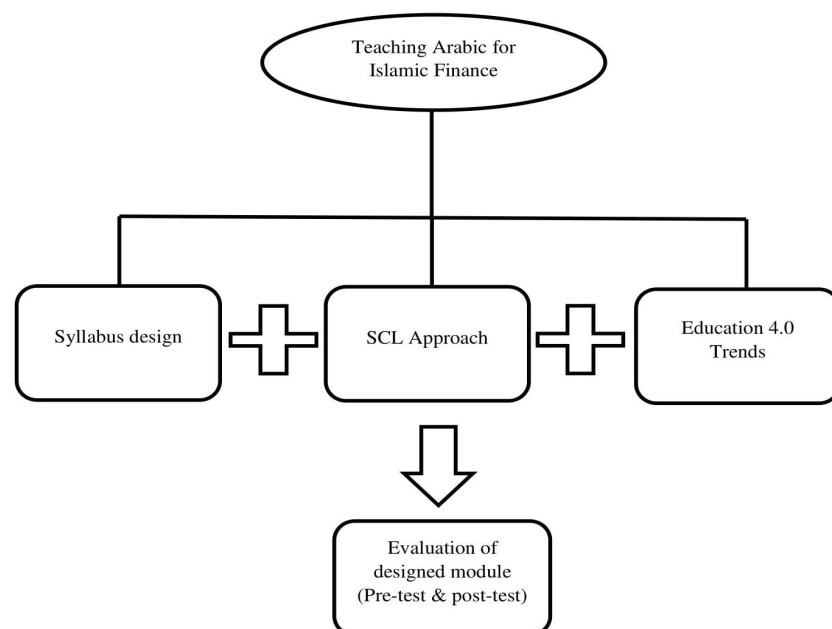 Teaching Arabic for
Islamic Finance
Syllabus design
SCL Approach
Education 4.0
Trends
Evaluation of
designed module
(Pre-test & post-test)